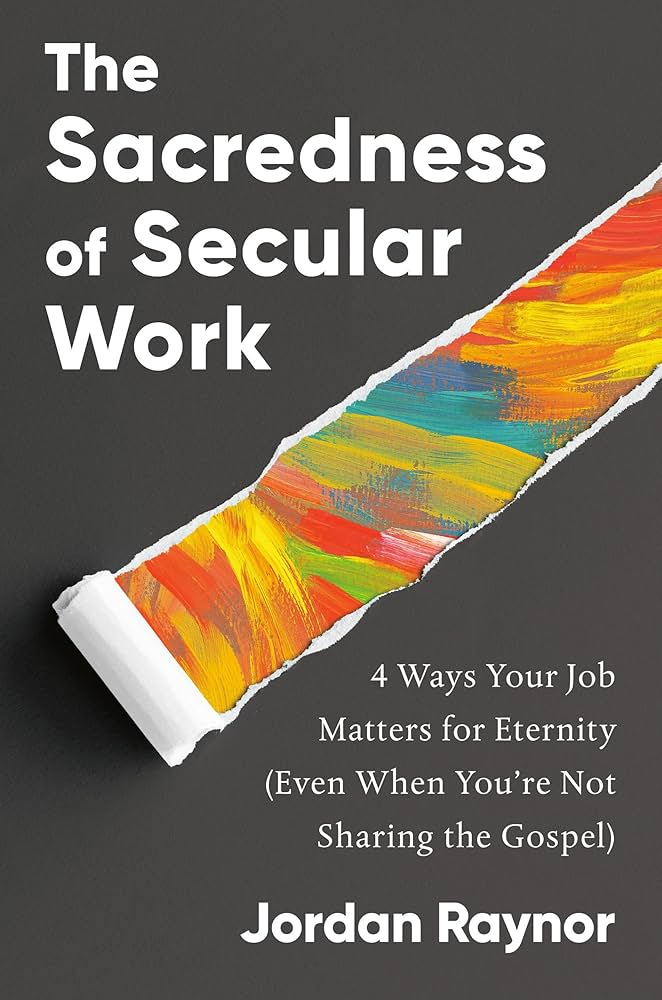 The
Sacredness
of Secular
Work
4 Ways Your Job
Matters for Eternity
(Even When You’re Not
Sharing the Gospel)
Jordan Raynor